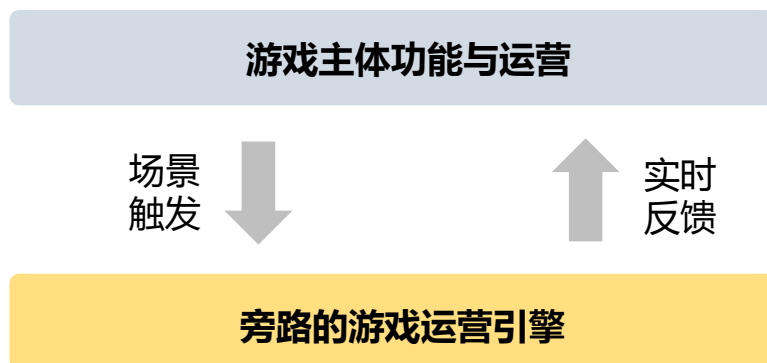 游戏主体功能与运营
场景
触发
实时
反馈
旁路的游戏运营引擎